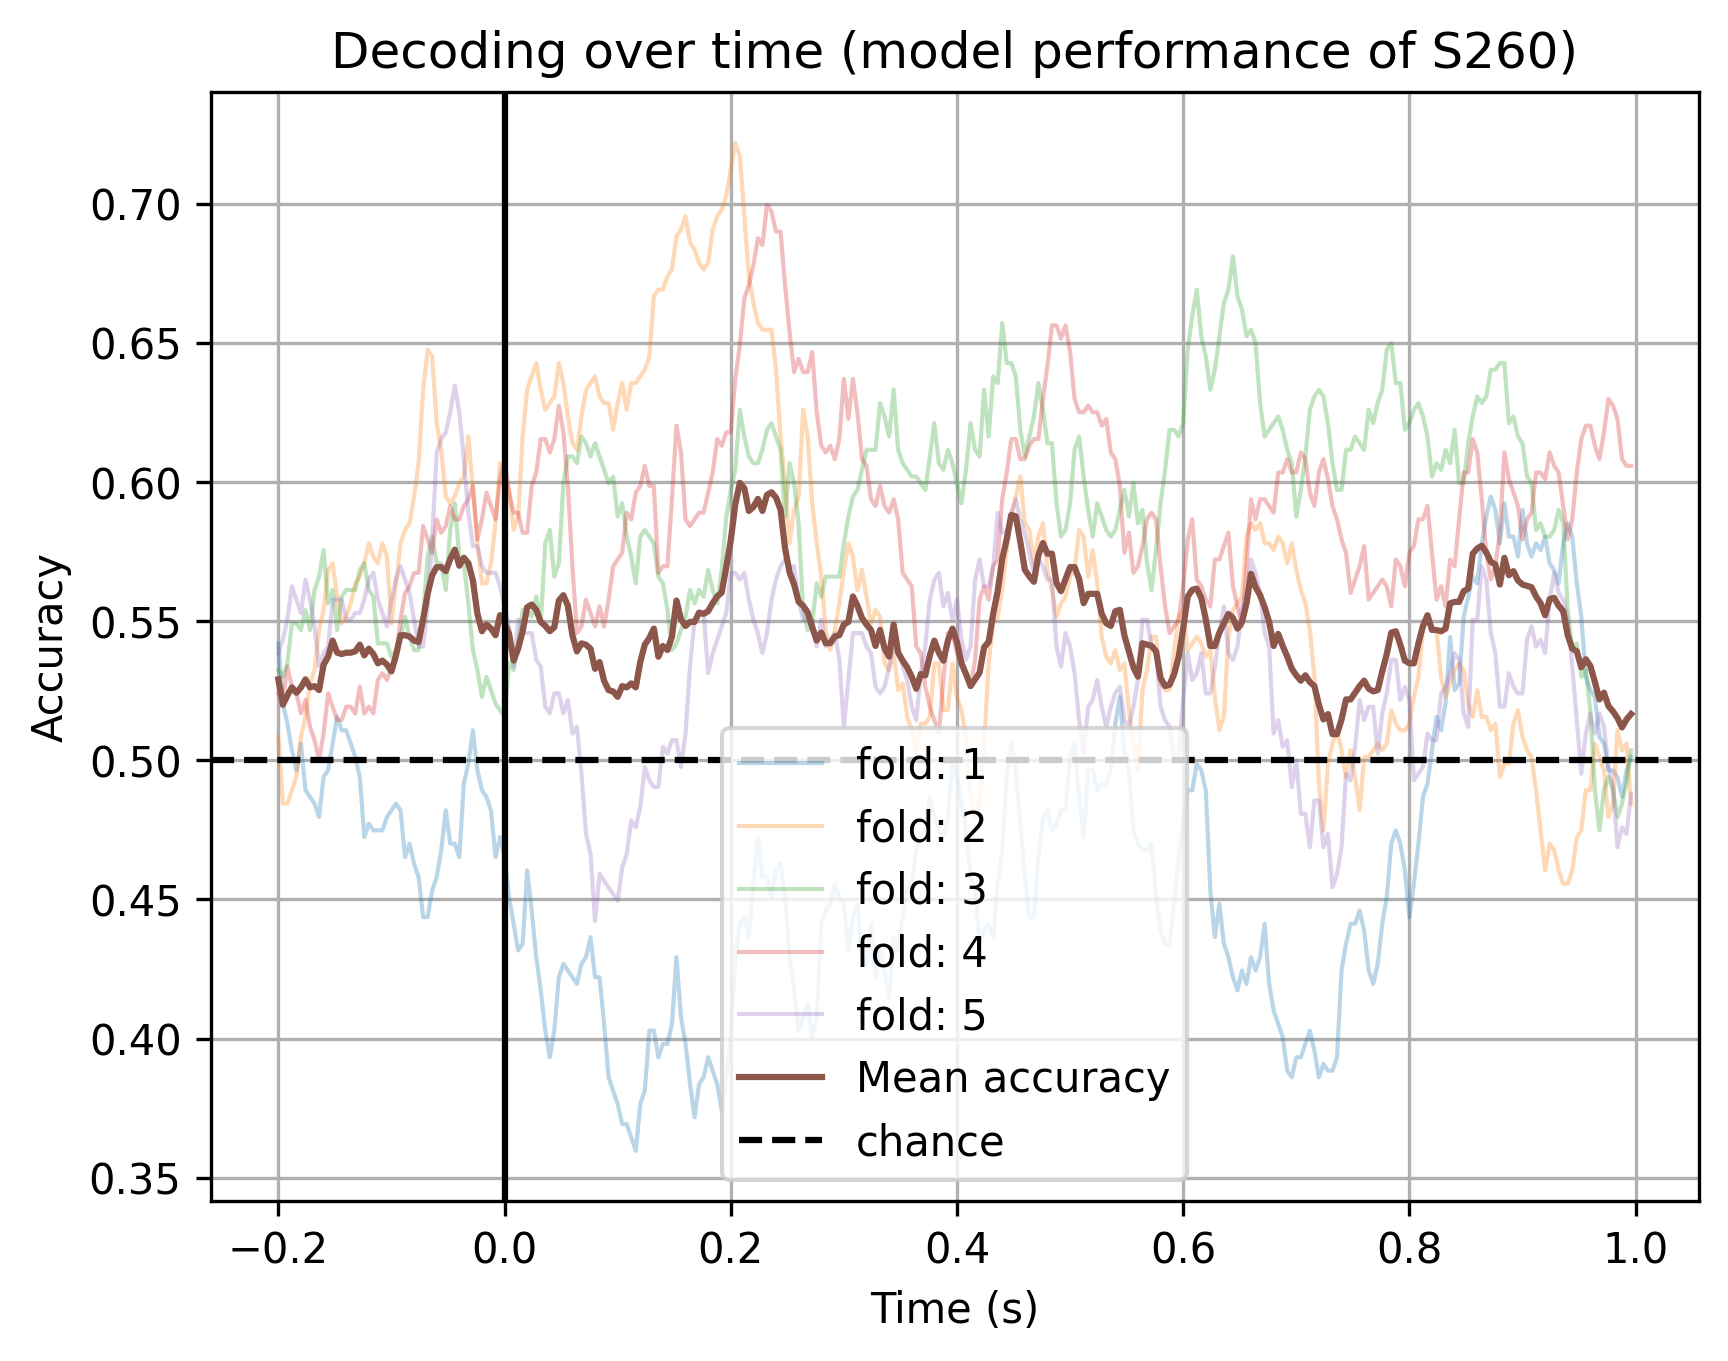 Decoding over time (model performance of S260)
Accuracy
0.70
0.65
0.60
0.55
0.50
0.45
0.40
0.35
fold: 1
fold: 2
fold: 3
fold: 4
fold: 5
Mean accuracy
chance
−0.2 0.0 0.2 0.4 0.6 0.8 1.0
Time (s)